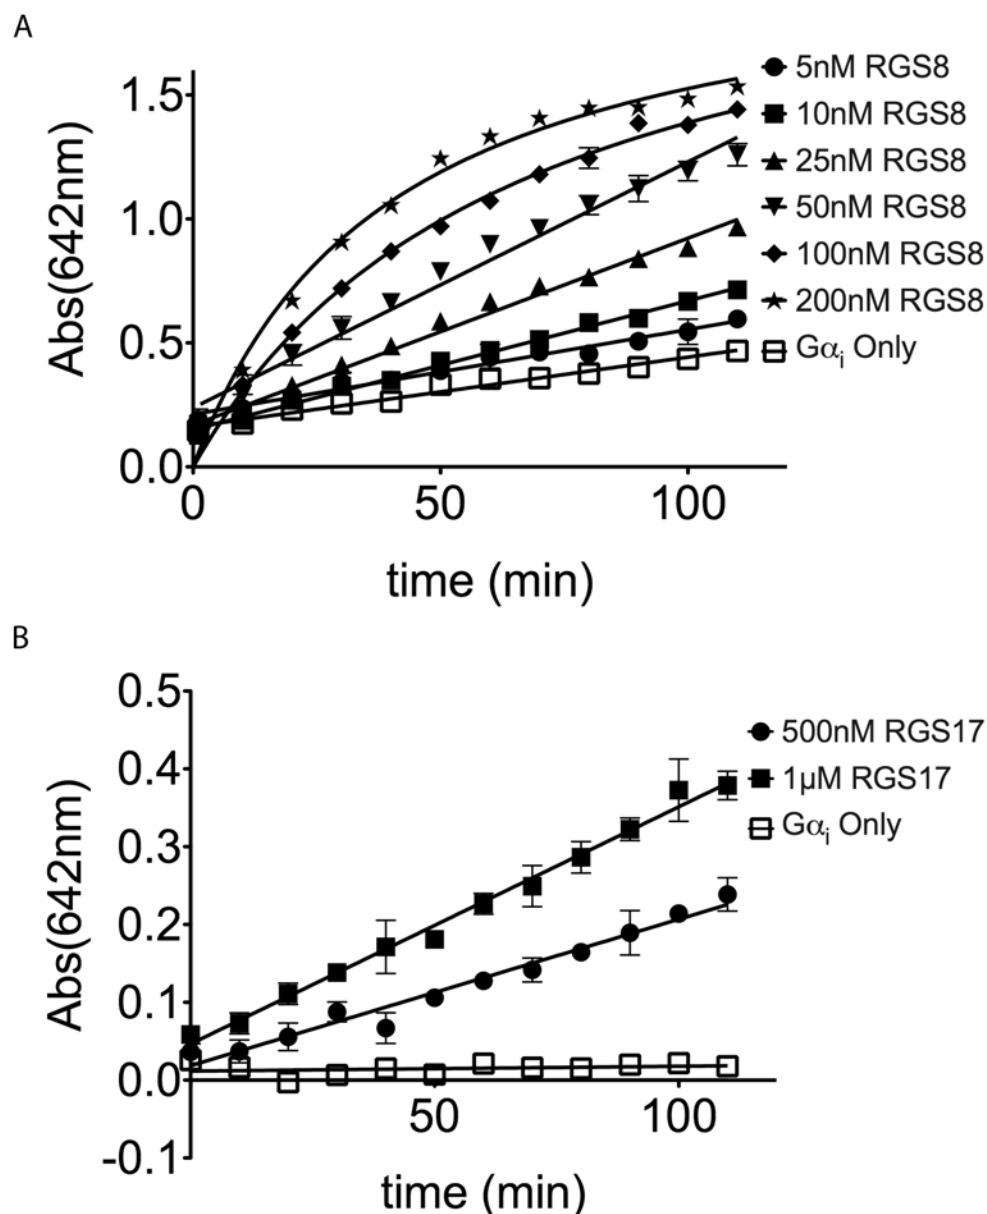 A
Abs(642nm)
1.5
1.0
0.5
0.0
0
50
100
time (min)
5nM RGS8
10nM RGS8
25nM RGS8
50nM RGS8
100nM RGS8
200nM RGS8
Gαi Only
B
Abs(642nm)
0.5
0.4
0.3
0.2
0.1
0.0
-0.1
50
100
time (min)
500nM RGS17
1µM RGS17
Gαi Only